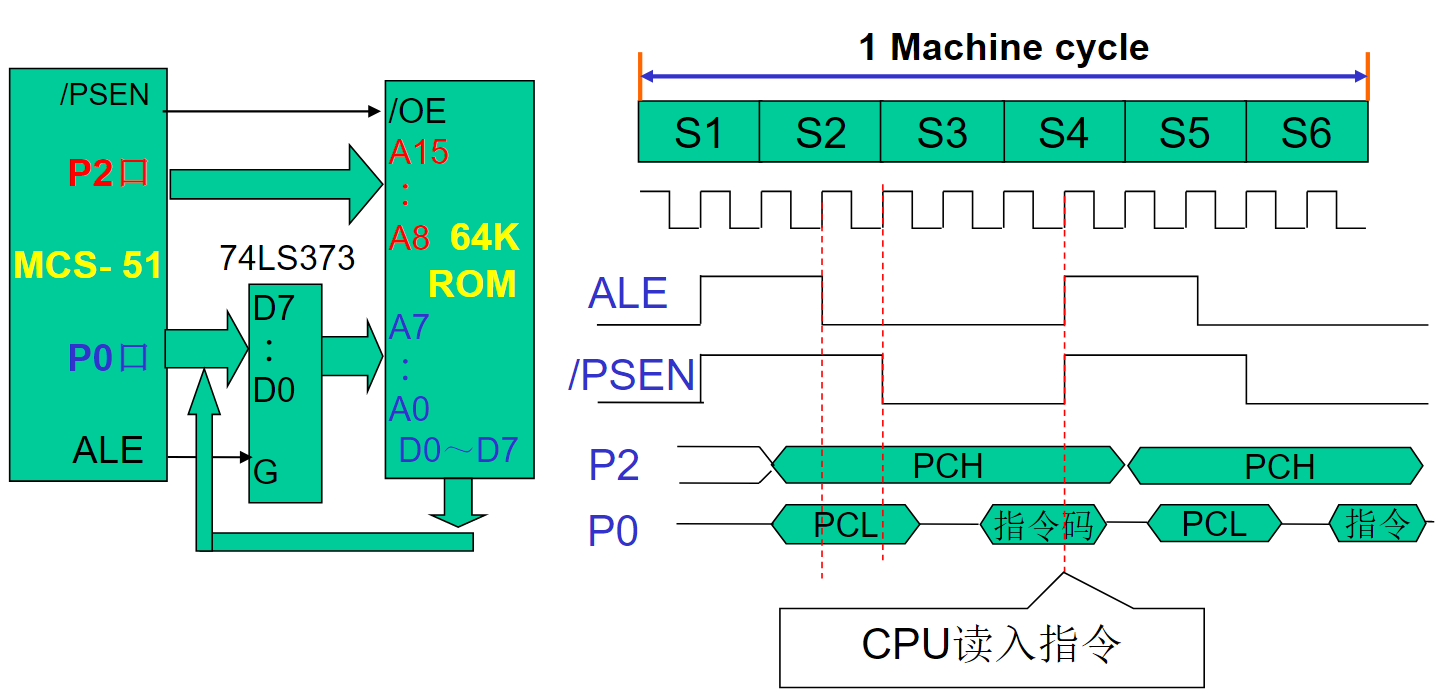 /PSEN
P2口
MCS- 51
P0口
ALE
74LS373
D7
:
D0
G
/OE
A15
:
A8
64K
ROM
A7
:
A0
D0～D7
1 Machine cycle
S1 S2 S3 S4 S5 S6
ALE
/PSEN
P2 PCH PCH
P0 PCL 指令码 PCL 指令
CPU读入指令